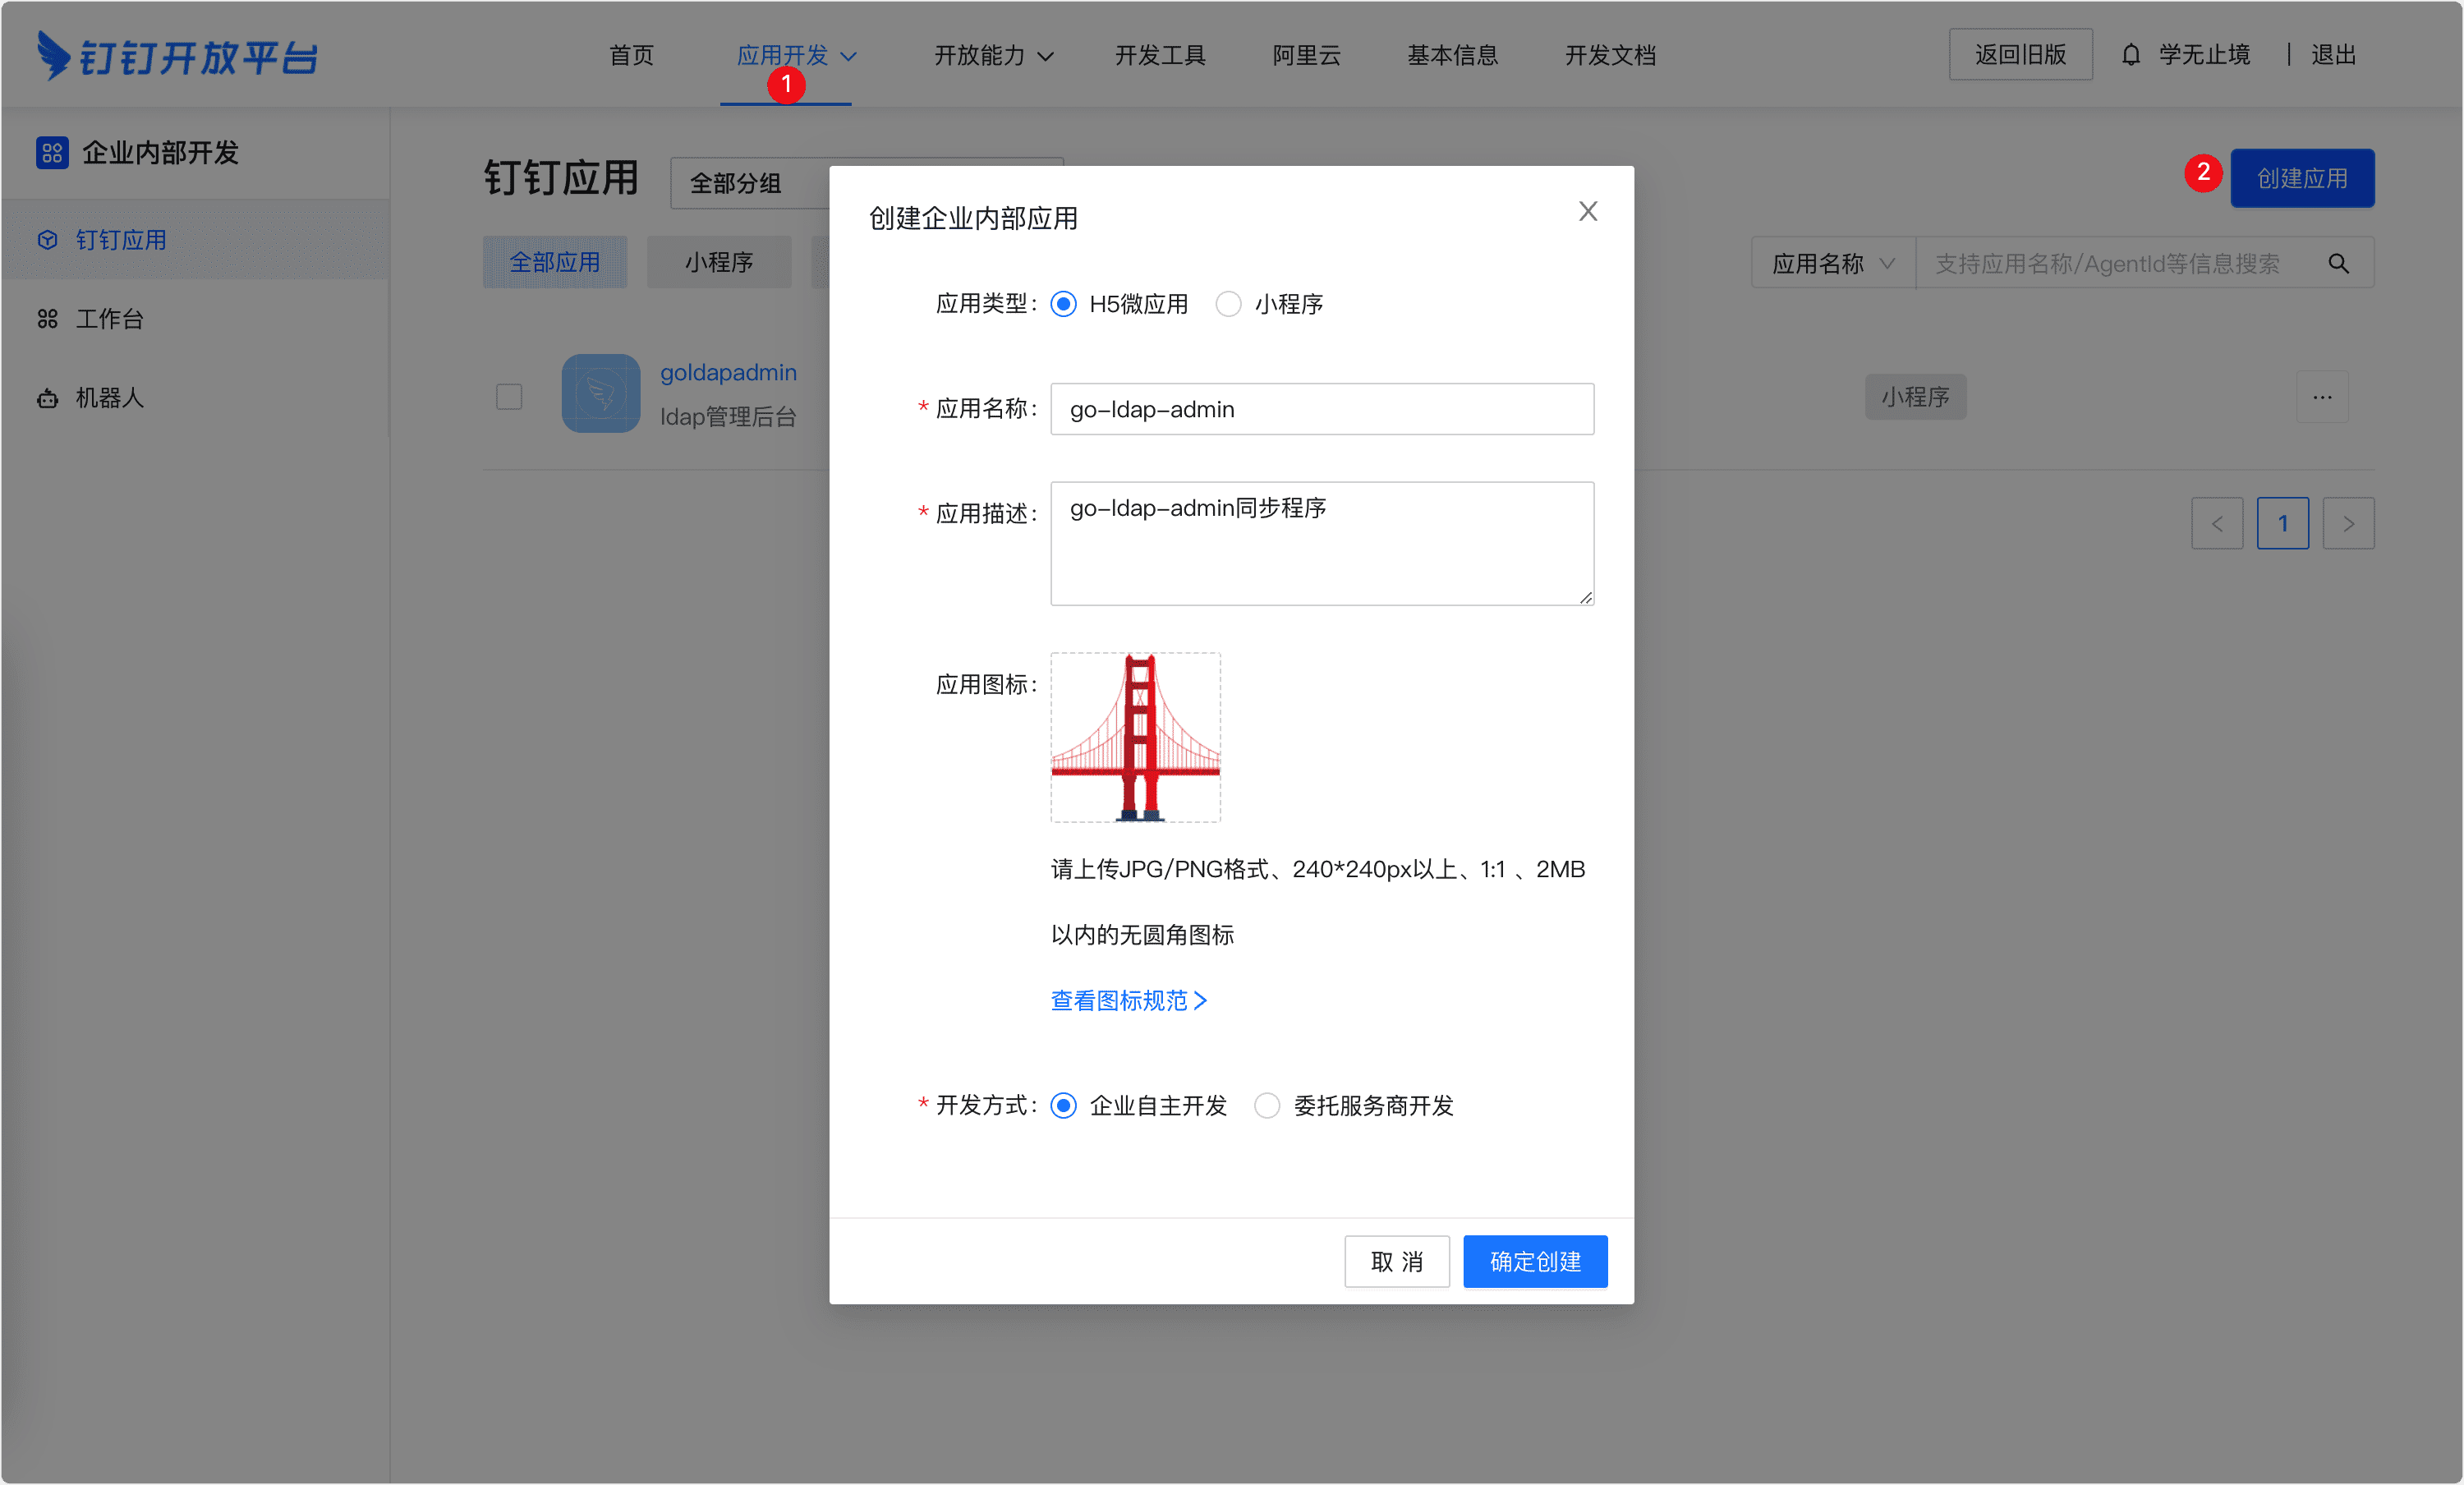 钉钉开放平台
首页 应用开发 开放能力 开发工具 阿里云 基本信息 开发文档 返回旧版 学无止境 | 退出
1
企业内部开发
钉钉应用
工作台
机器人
钉钉应用 全部分组
2 创建应用
全部应用 小程序
应用名称 支持应用名称/AgentId等信息搜索
goldapadmin
ldap管理后台
小程序 ...
< 1 >
创建企业内部应用 X
应用类型: H5微应用 小程序
* 应用名称: go-ldap-admin
* 应用描述: go-ldap-admin同步程序
应用图标:
请上传JPG/PNG格式、240*240px以上、1:1 、2MB
以内的无圆角图标
查看图标规范 >
* 开发方式: 企业自主开发 委托服务商开发
取 消 确定创建